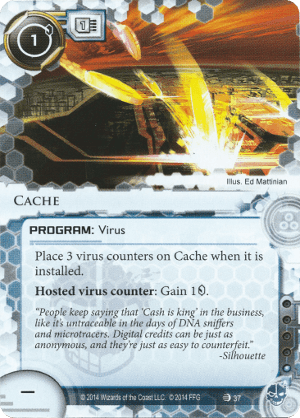 1
1
Illus. Ed Mattinian
CACHE
PROGRAM: Virus
Place 3 virus counters on Cache when it is
installed.
Hosted virus counter: Gain 1
"People keep saying that 'Cash is king' in the business,
like it's untraceable in the days of DNA sniffers
and microtracers. Digital credits can be just as
anonymous, and they're just as easy to counterfeit."
-Silhouette
–
© 2014 Wizards of the Coast LLC. © 2014 FFG
37